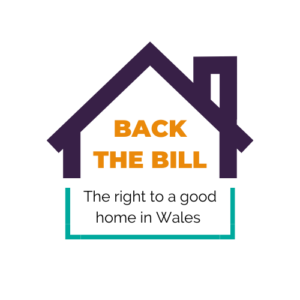 BACK
THE BILL
The right to a good
home in Wales